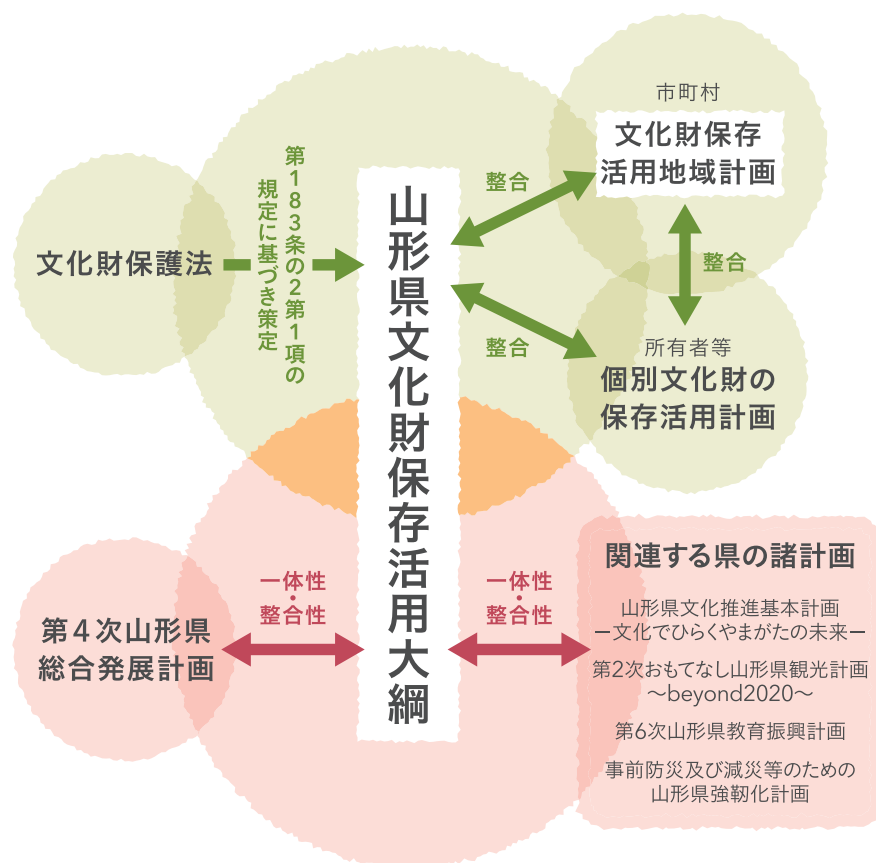 市町村
文化財保存
活用地域計画
整合
第183条の2第1項の
規定に基づき策定
文化財保護法
山形県文化財保存活用大綱
整合
整合
所有者等
個別文化財の
保存活用計画
関連する県の諸計画
山形県文化推進基本計画
ー文化でひらくやまがたの未来ー
第2次おもてなし山形県観光計画
～beyond2020～
第6次山形県教育振興計画
事前防災及び減災等のための
山形県強靭化計画
一体性
・
整合性
一体性
・
整合性
第4次山形県
総合発展計画